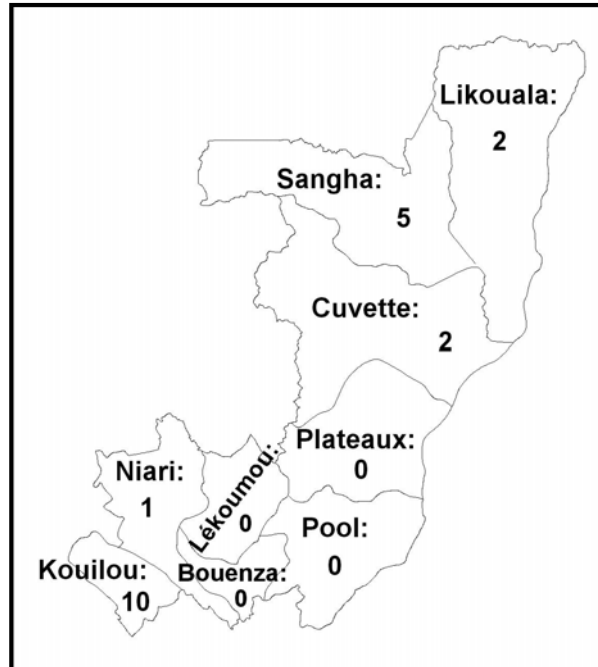 Likouala:
2
Sangha:
5
Cuvette:
2
Plateaux:
0
Niari:
1
Lékoumou:
0
Pool:
0
Kouilou:
10
Bouenza:
0